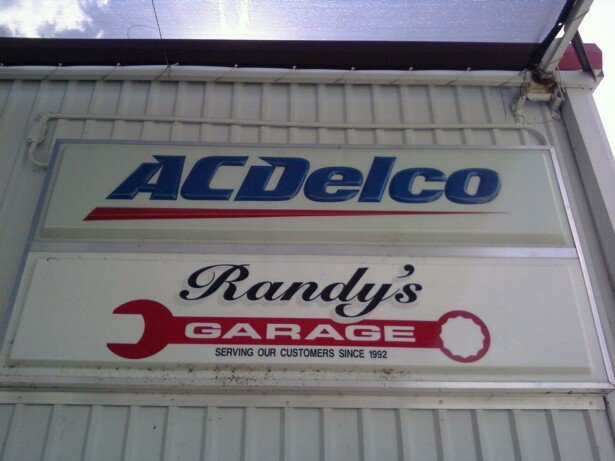 ACDelco
Randy's
GARAGE
SERVING OUR CUSTOMERS SINCE 1992